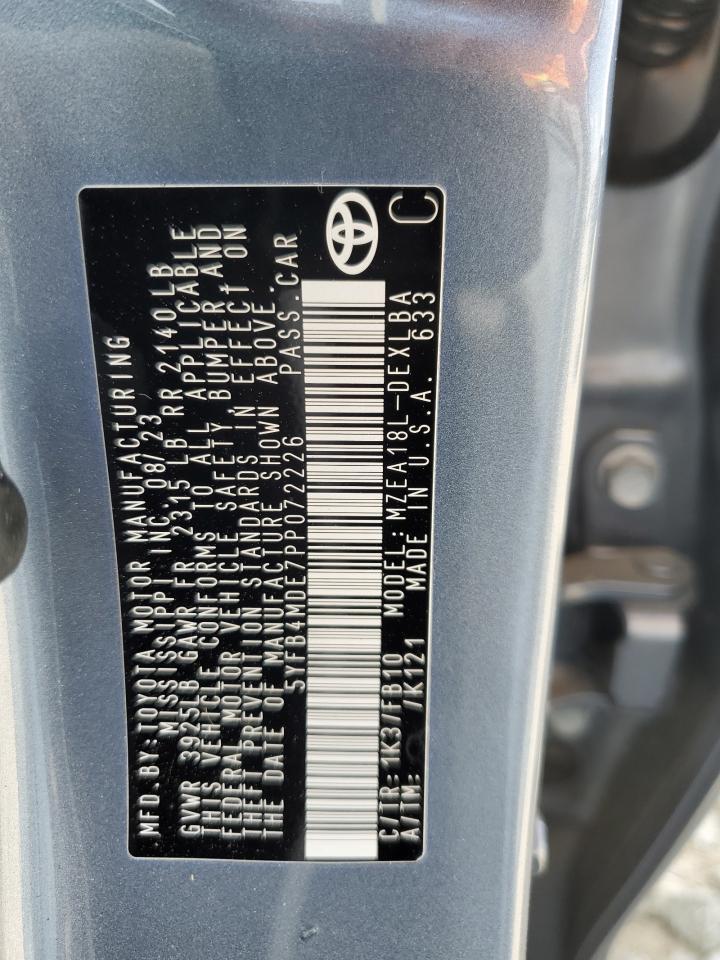 MFD. BY: TOYOTA MOTOR MANUFACTURING
MISSISSIPPI INC. 08/23
GVWR 3925LB GAWR FR 2315 LB RR 2140LB
THIS VEHICLE CONFORMS TO ALL APPLICABLE
FEDERAL MOTOR VEHICLE SAFETY, BUMPER AND
THEFT PREVENTION STANDARDS IN EFFECT ON
THE DATE OF MANUFACTURE SHOWN ABOVE.
5YFB4MDE7PP072226 PASS.CAR
C/TR: 1K3/FB10 MODEL: MZEA18L-DEXLBA
A/TM: /K121 MADE IN U.S.A. 633
C